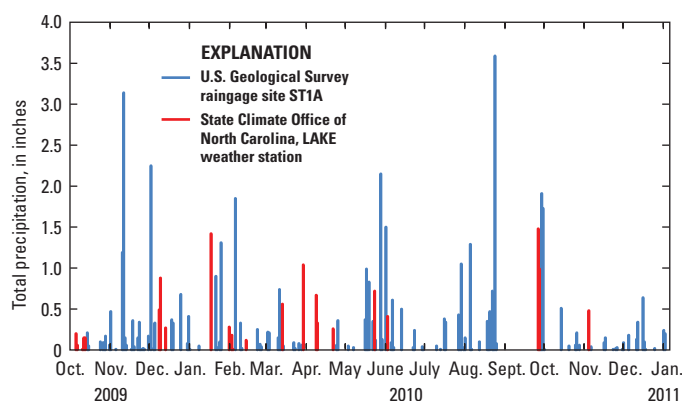 4.0
3.5
3.0
2.5
2.0
1.5
1.0
0.5
0
Total precipitation, in inches
EXPLANATION
U.S. Geological Survey
raingage site ST1A
State Climate Office of
North Carolina, LAKE
weather station
Oct. Nov. Dec. Jan. Feb. Mar. Apr. May June July Aug. Sept. Oct. Nov. Dec. Jan.
2009 2010 2011